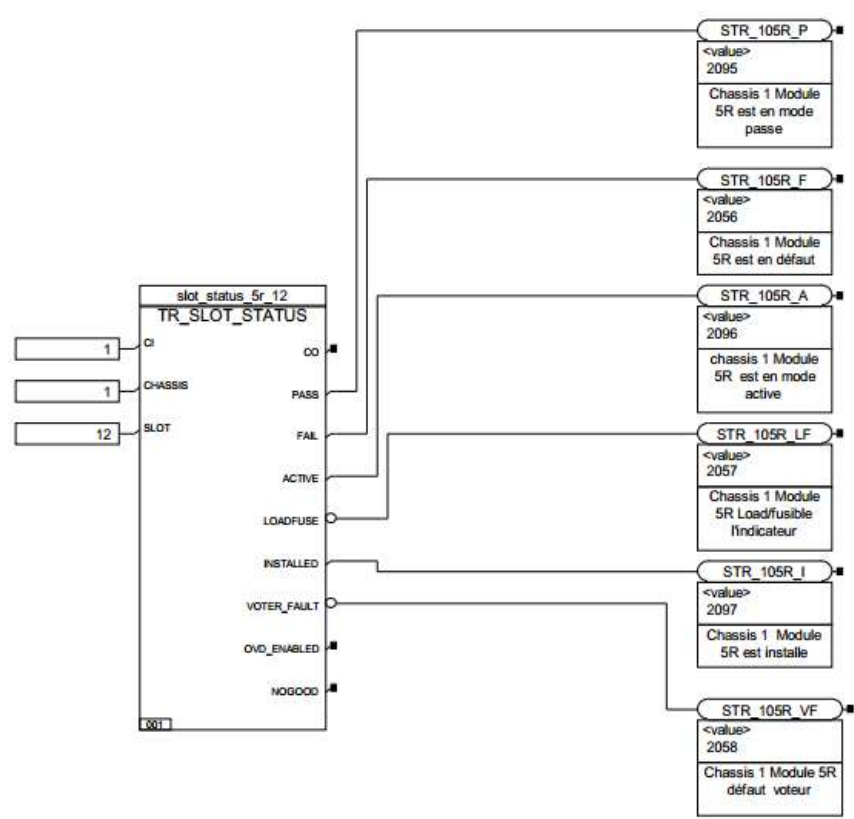 slot_status_5r_12
TR_SLOT_STATUS
1
CI
CO
1
CHASSIS
PASS
12
SLOT
FAIL
ACTIVE
LOADFUSE
INSTALLED
VOTER_FAULT
OVD_ENABLED
NOGOOD
001
STR_105R_P
<value>
2095
Chassis 1 Module
5R est en mode
passe
STR_105R_F
<value>
2056
Chassis 1 Module
5R est en défaut
STR_105R_A
<value>
2096
chassis 1 Module
5R est en mode
active
STR_105R_LF
<value>
2057
Chassis 1 Module
5R Load/fusible
l'indicateur
STR_105R_I
<value>
2097
Chassis 1 Module
5R est installe
STR_105R_VF
<value>
2058
Chassis 1 Module 5R
défaut voteur